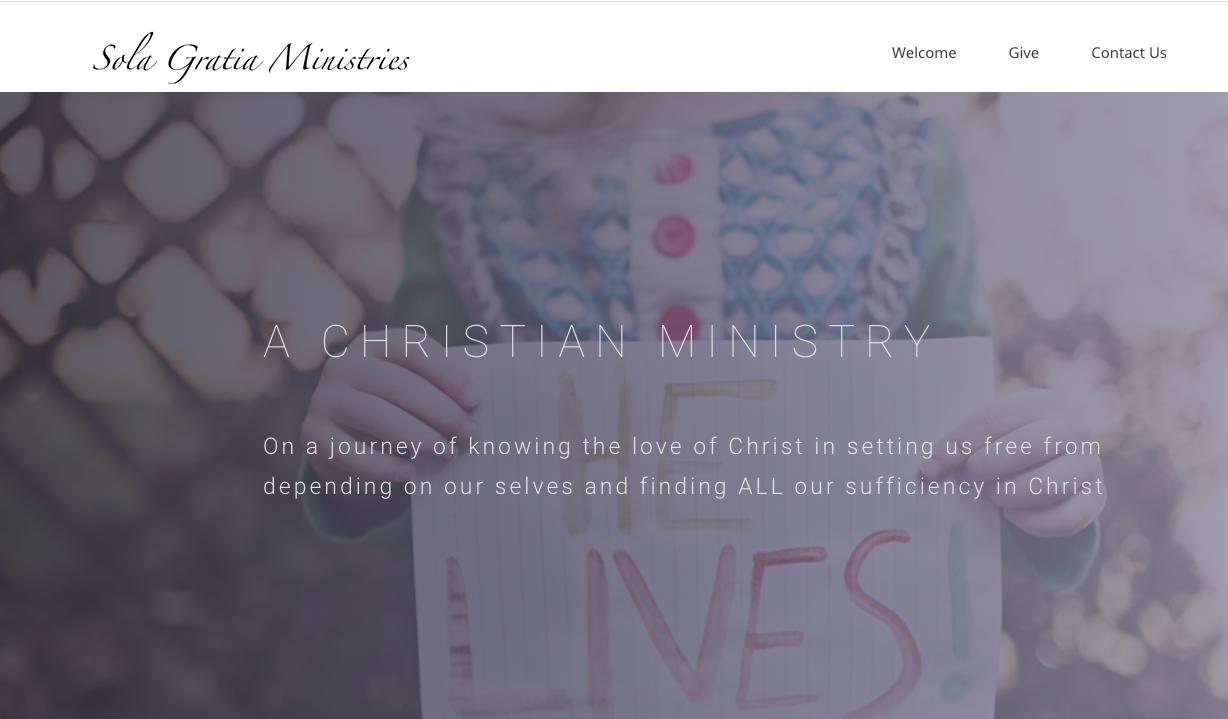 Sola Gratia Ministries
Welcome Give Contact Us
A CHRISTIAN MINISTRY
On a journey of knowing the love of Christ in setting us free from
depending on our selves and finding ALL our sufficiency in Christ
HE
LIVES!